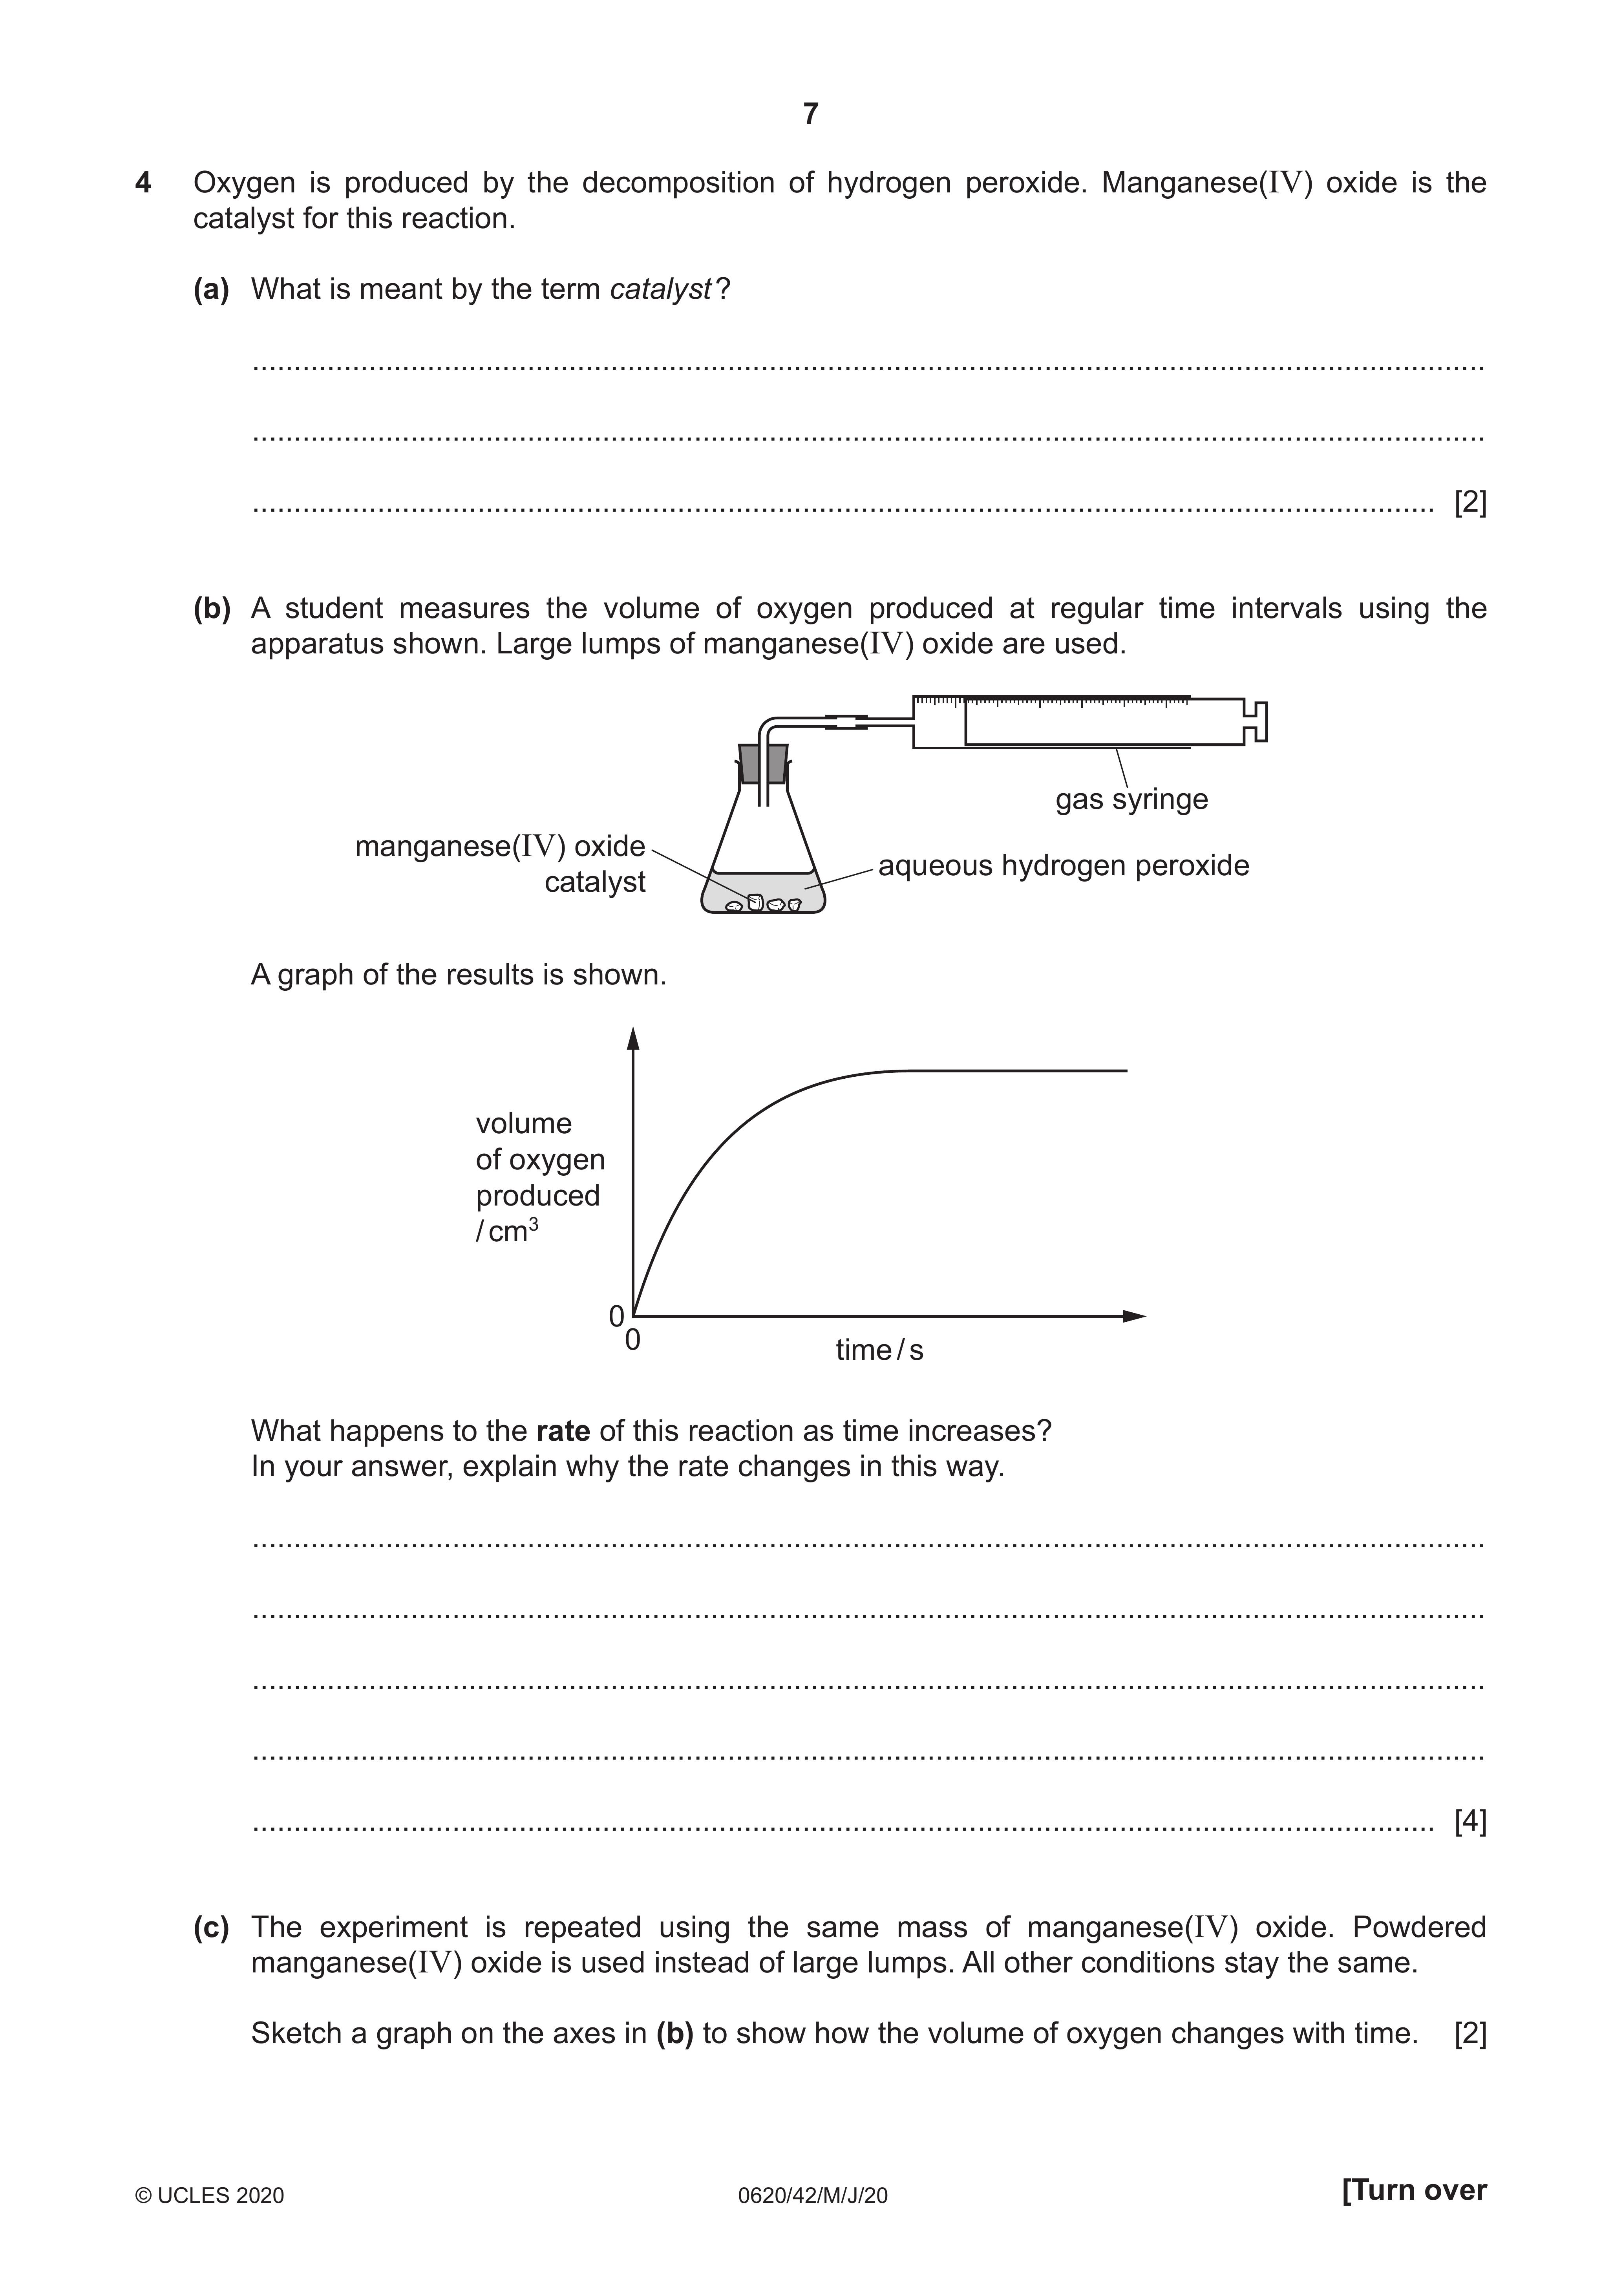 7
4 Oxygen is produced by the decomposition of hydrogen peroxide. Manganese(IV) oxide is the
catalyst for this reaction.
(a) What is meant by the term catalyst?
..........................................................................................
..........................................................................................
.......................................................................................... [2]
(b) A student measures the volume of oxygen produced at regular time intervals using the
apparatus shown. Large lumps of manganese(IV) oxide are used.
gas syringe
manganese(IV) oxide
catalyst
aqueous hydrogen peroxide
A graph of the results is shown.
volume
of oxygen
produced
/ cm³
0
0
time / s
What happens to the rate of this reaction as time increases?
In your answer, explain why the rate changes in this way.
..........................................................................................
..........................................................................................
..........................................................................................
..........................................................................................
.......................................................................................... [4]
(c) The experiment is repeated using the same mass of manganese(IV) oxide. Powdered
manganese(IV) oxide is used instead of large lumps. All other conditions stay the same.
Sketch a graph on the axes in (b) to show how the volume of oxygen changes with time. [2]
© UCLES 2020 0620/42/M/J/20 [Turn over